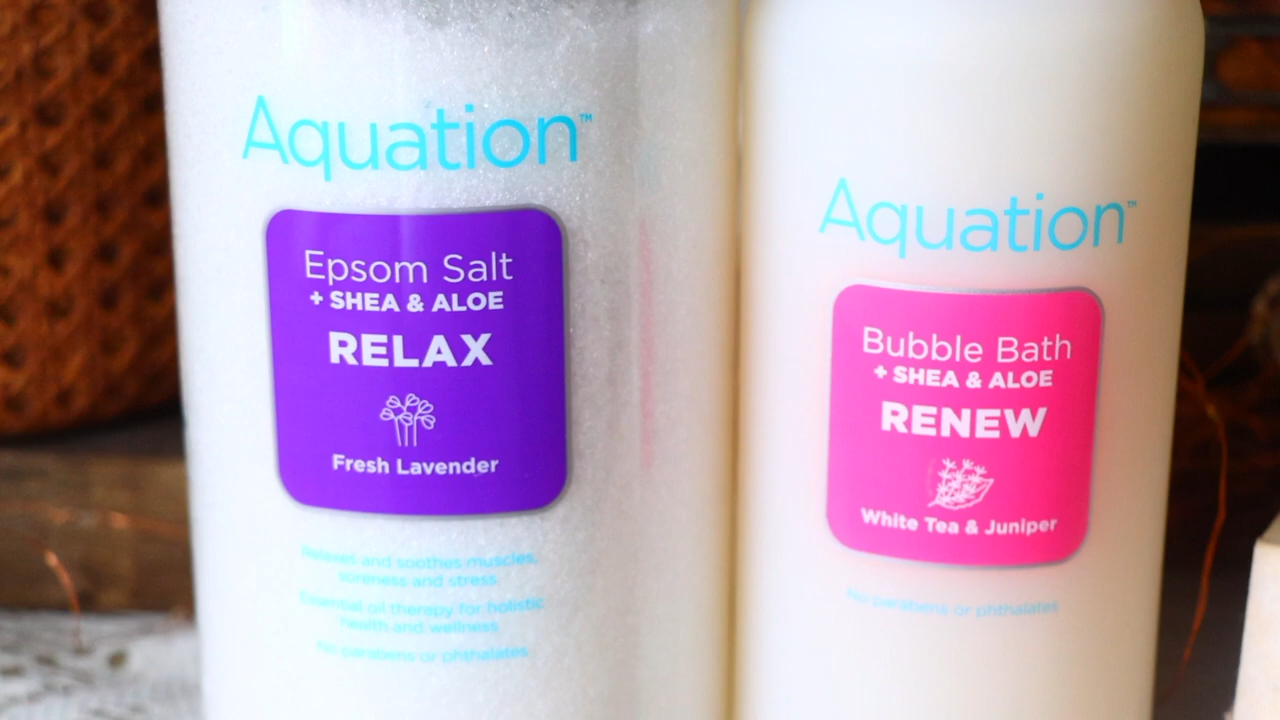 Aquation™
Epsom Salt
+ SHEA & ALOE
RELAX
Fresh Lavender
Relaxes and soothes muscles,
soreness and stress.
Essential oil therapy for holistic
health and wellness
No parabens or phthalates
Aquation™
Bubble Bath
+ SHEA & ALOE
RENEW
White Tea & Juniper
No parabens or phthalates